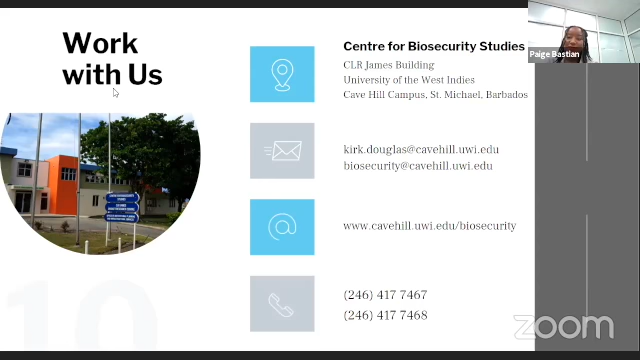 Work
with Us
Centre for Biosecurity Studies
CLR James Building
University of the West Indies
Cave Hill Campus, St. Michael, Barbados
kirk.douglas@cavehill.uwi.edu
biosecurity@cavehill.uwi.edu
www.cavehill.uwi.edu/biosecurity
(246) 417 7467
(246) 417 7468
10
Paige Bastian
zoom